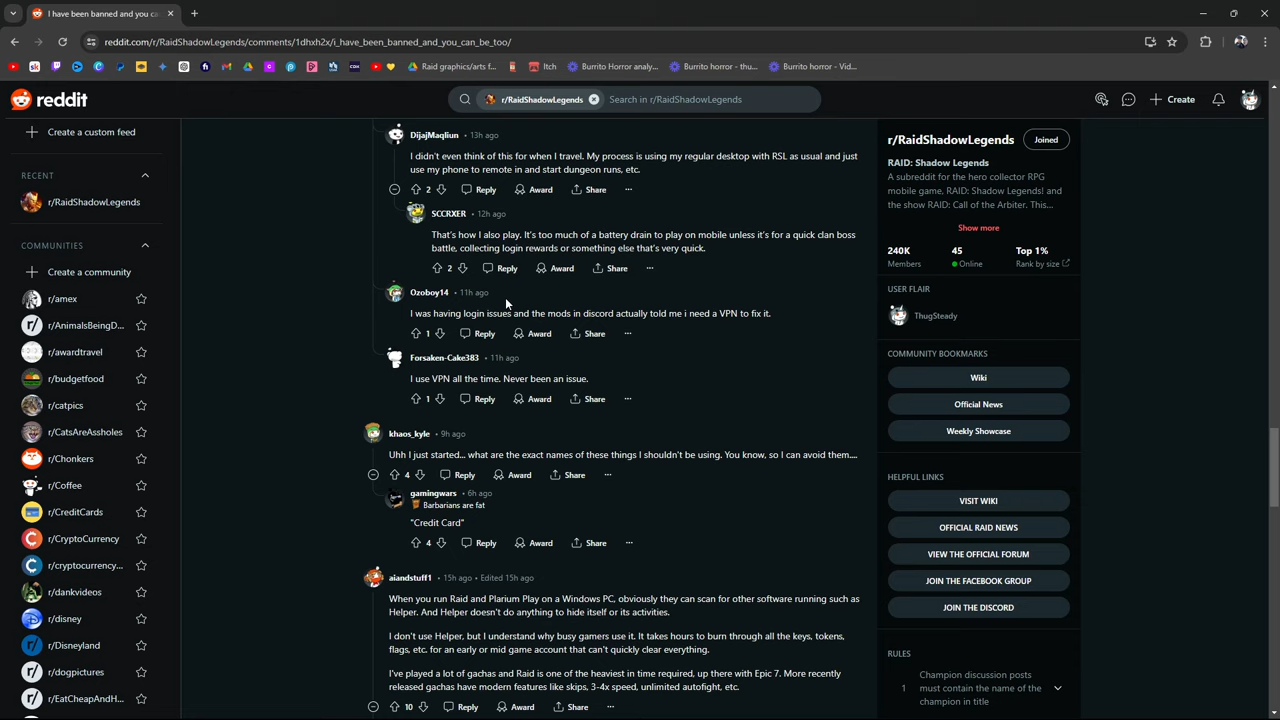 I have been banned and you ca
reddit.com/r/RaidShadowLegends/comments/1dhxh2x/i_have_been_banned_and_you_can_be_too/
Raid graphics/arts f...
Itch
Burrito Horror analy...
Burrito horror - thu...
Burrito horror - Vid...
reddit
r/RaidShadowLegends
Search in r/RaidShadowLegends
Create
Create a custom feed
RECENT
r/RaidShadowLegends
COMMUNITIES
Create a community
r/amex
r/AnimalsBeingD...
r/awardtravel
r/budgetfood
r/catpics
r/CatsAreAssholes
r/Chonkers
r/Coffee
r/CreditCards
r/CryptoCurrency
r/cryptocurrency...
r/dankvideos
r/disney
r/Disneyland
r/dogpictures
r/EatCheapAndH...
DijajMaqliun • 13h ago
I didn't even think of this for when I travel. My process is using my regular desktop with RSL as usual and just
use my phone to remote in and start dungeon runs, etc.
2 Reply Award Share
SCCRXER • 12h ago
That's how I also play. It's too much of a battery drain to play on mobile unless it's for a quick clan boss
battle, collecting login rewards or something else that's very quick.
2 Reply Award Share
Ozoboy14 • 11h ago
I was having login issues and the mods in discord actually told me i need a VPN to fix it.
1 Reply Award Share
Forsaken-Cake383 • 11h ago
I use VPN all the time. Never been an issue.
1 Reply Award Share
khaos_kyle • 9h ago
Uhh I just started... what are the exact names of these things I shouldn't be using. You know, so I can avoid them....
4 Reply Award Share
gamingwars • 6h ago
Barbarians are fat
"Credit Card"
4 Reply Award Share
aiandstuff1 • 15h ago • Edited 15h ago
When you run Raid and Plarium Play on a Windows PC, obviously they can scan for other software running such as
Helper. And Helper doesn't do anything to hide itself or its activities.
I don't use Helper, but I understand why busy gamers use it. It takes hours to burn through all the keys, tokens,
flags, etc. for an early or mid game account that can't quickly clear everything.
I've played a lot of gachas and Raid is one of the heaviest in time required, up there with Epic 7. More recently
released gachas have modern features like skips, 3-4x speed, unlimited autofight, etc.
10 Reply Award Share
r/RaidShadowLegends
Joined
RAID: Shadow Legends
A subreddit for the hero collector RPG
mobile game, RAID: Shadow Legends! and
the show RAID: Call of the Arbiter. This...
Show more
240K 45 Top 1%
Members Online Rank by size
USER FLAIR
ThugSteady
COMMUNITY BOOKMARKS
Wiki
Official News
Weekly Showcase
HELPFUL LINKS
VISIT WIKI
OFFICIAL RAID NEWS
VIEW THE OFFICIAL FORUM
JOIN THE FACEBOOK GROUP
JOIN THE DISCORD
RULES
1 Champion discussion posts
must contain the name of the
champion in title